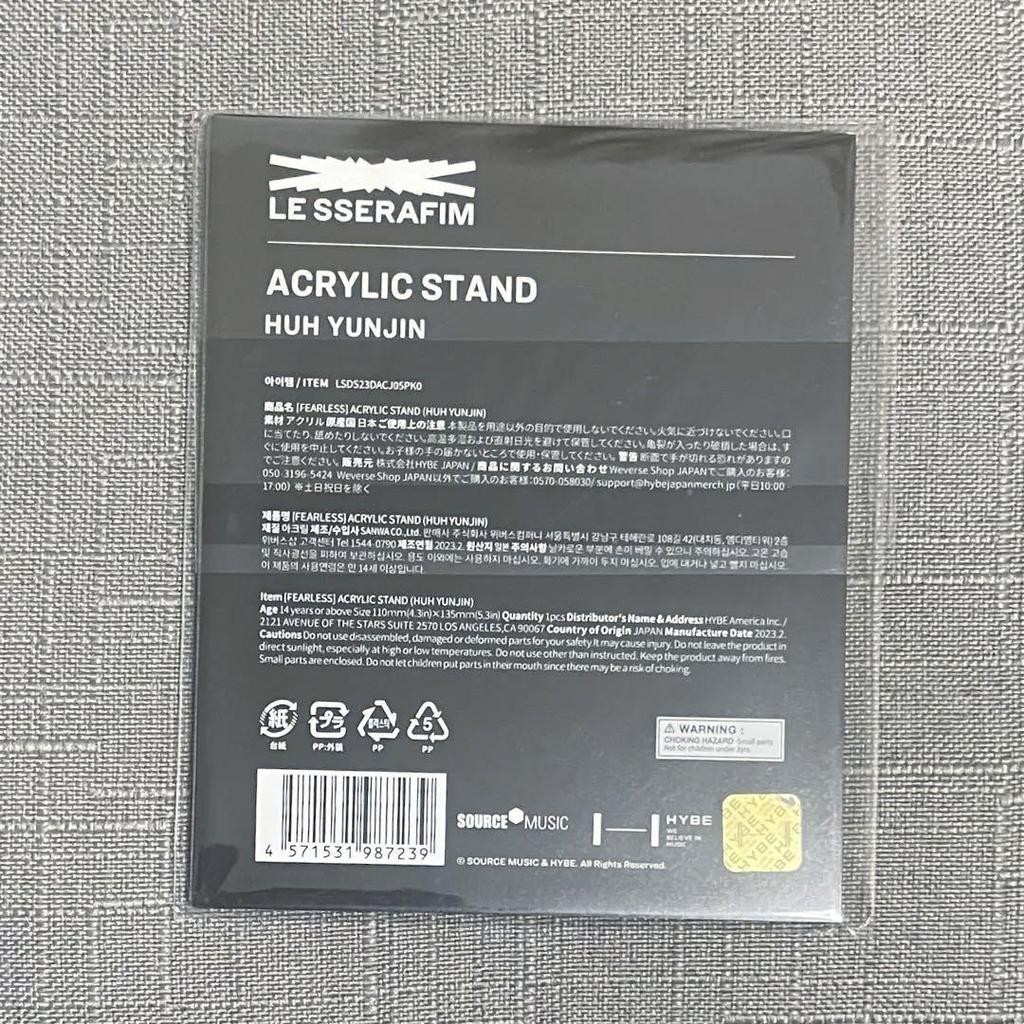 LE SSERAFIM
ACRYLIC STAND
HUH YUNJIN
아이템 / ITEM LSDS23DACJ05PK0
商品名 [FEARLESS] ACRYLIC STAND (HUH YUNJIN)
素材 アクリル 原産国 日本 ご使用上の注意 本製品を用途以外の目的で使用しないでください。火気に近づけないでください。口
に当てたり、舐めたりしないでください。高温多湿および直射日光を避けて保管してください。亀裂が入ったり破損した場合は、す
ぐに使用を中止してください。お子様の手の届かないところで使用・保管してください。警告 断面で手が切れる恐れがありますの
でご注意ください。販売元 株式会社HYBE JAPAN / 商品に関するお問い合わせ Weverse Shop JAPANでご購入のお客様：
050-3196-5424 Weverse Shop JAPAN以外でご購入のお客様：0570-058030/ support@hybejapanmerch.jp (平日10:00-
17:00) ※土日祝日を除く
제품명 [FEARLESS] ACRYLIC STAND (HUH YUNJIN)
재질 아크릴 제조/수입사 SANWA CO., Ltd. 판매사 주식회사 위버스컴퍼니 서울특별시 강남구 테헤란로 108길 42(대치동, 엠디엠타워) 2층
위버스샵 고객센터 Tel 1544-0790 제조연월 2023.2. 원산지 일본 주의사항 날카로운 부분에 손이 베일 수 있으니 주의하십시오. 고온 고습
및 직사광선을 피하여 보관하십시오. 용도 이외에는 사용하지 마십시오. 화기에 가까이 두지 마십시오. 입에 대거나 넣고 빨지 마십시오.
이 제품의 사용연령은 만 14세 이상입니다.
Item [FEARLESS] ACRYLIC STAND (HUH YUNJIN)
Age 14 years or above Size 110mm(4.3in)×135mm(5.3in) Quantity 1pcs Distributor's Name & Address HYBE America Inc. /
2121 AVENUE OF THE STARS SUITE 2570 LOS ANGELES,CA 90067 Country of Origin JAPAN Manufacture Date 2023.2.
Cautions Do not use disassembled, damaged or deformed parts for your safety It may cause injury. Do not leave the product in
direct sunlight, especially at high or low temperatures. Do not use other than instructed. Keep the product away from fires.
Small parts are enclosed. Do not let children put parts in their mouth since there may be a risk of choking.
紙 プラ 플라스틱 5
台紙 PP:外装 PP PP
WARNING :
CHOKING HAZARD -Small parts
Not for children under 3yrs.
4 571531 987239
SOURCE MUSIC
HYBE
WE
BELIEVE IN
MUSIC
© SOURCE MUSIC & HYBE. All Rights Reserved.
HYBE